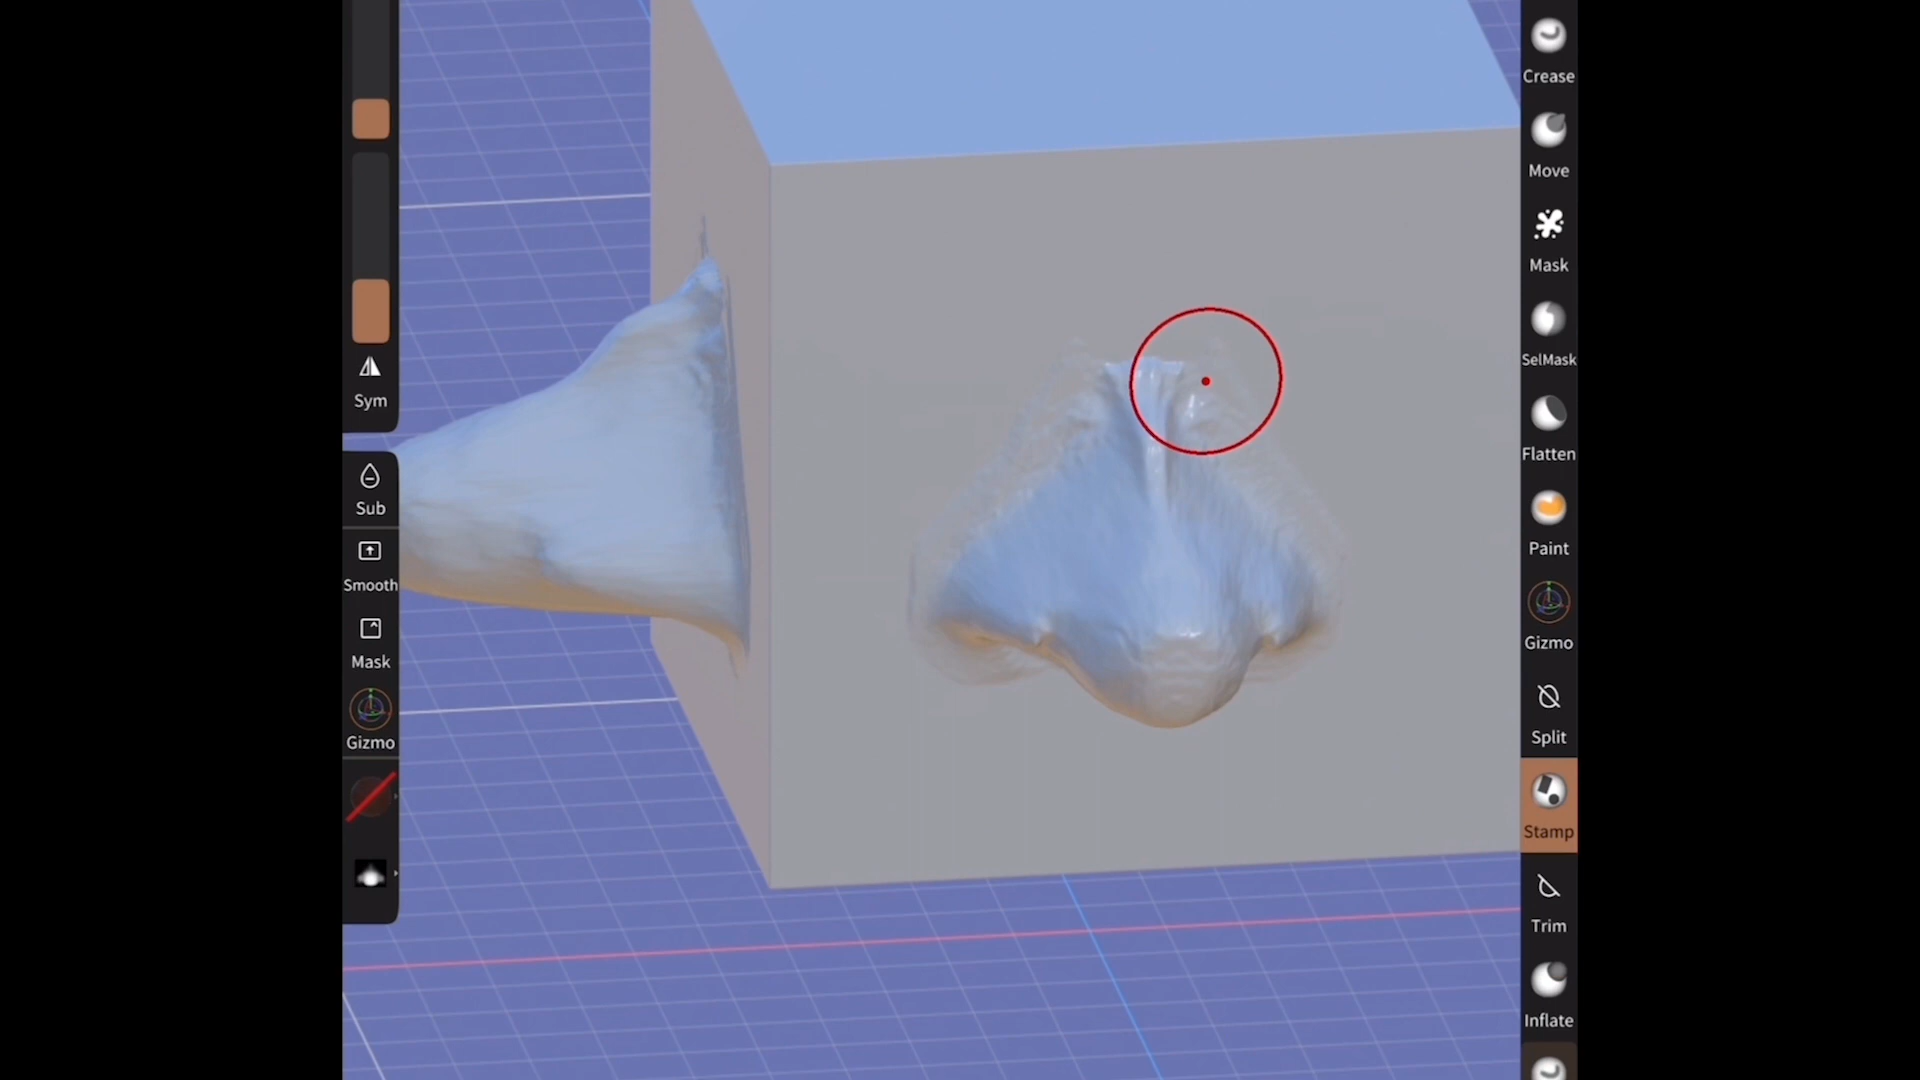 Sym
Sub
Smooth
Mask
Gizmo
Crease
Move
Mask
SelMask
Flatten
Paint
Gizmo
Split
Stamp
Trim
Inflate